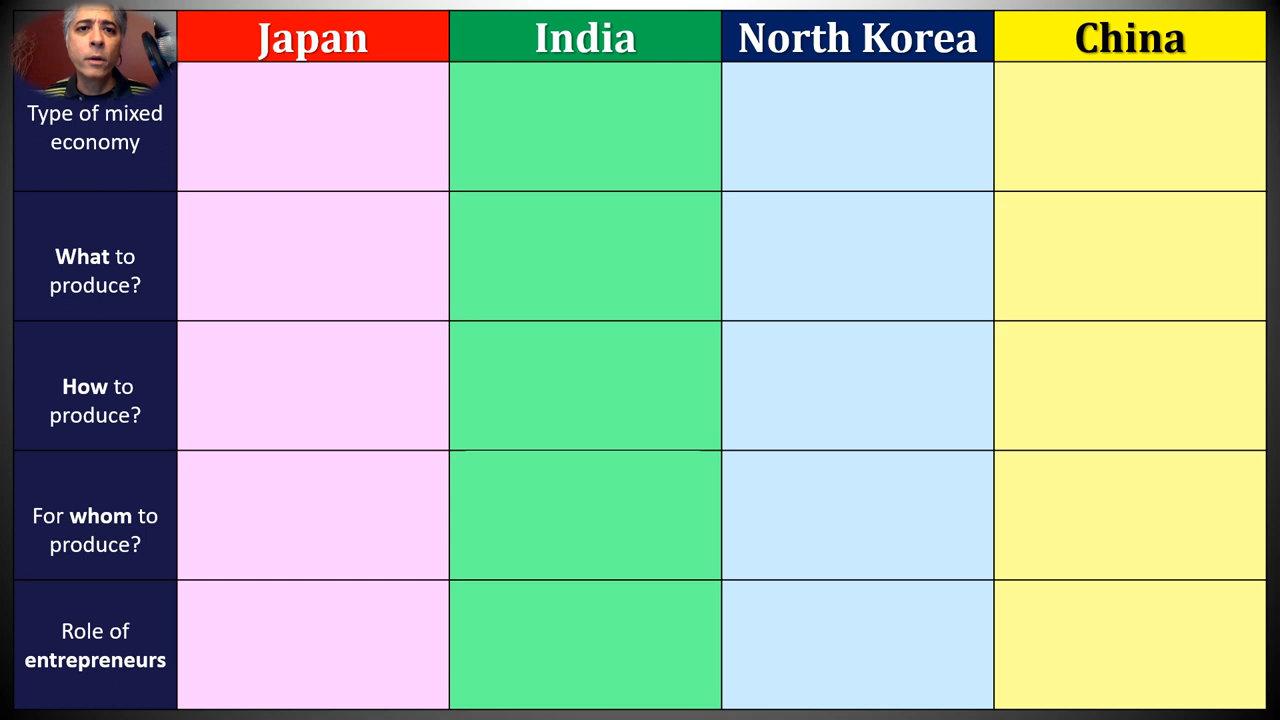 Japan
India
North Korea
China
Type of mixed
economy
What to
produce?
How to
produce?
For whom to
produce?
Role of
entrepreneurs